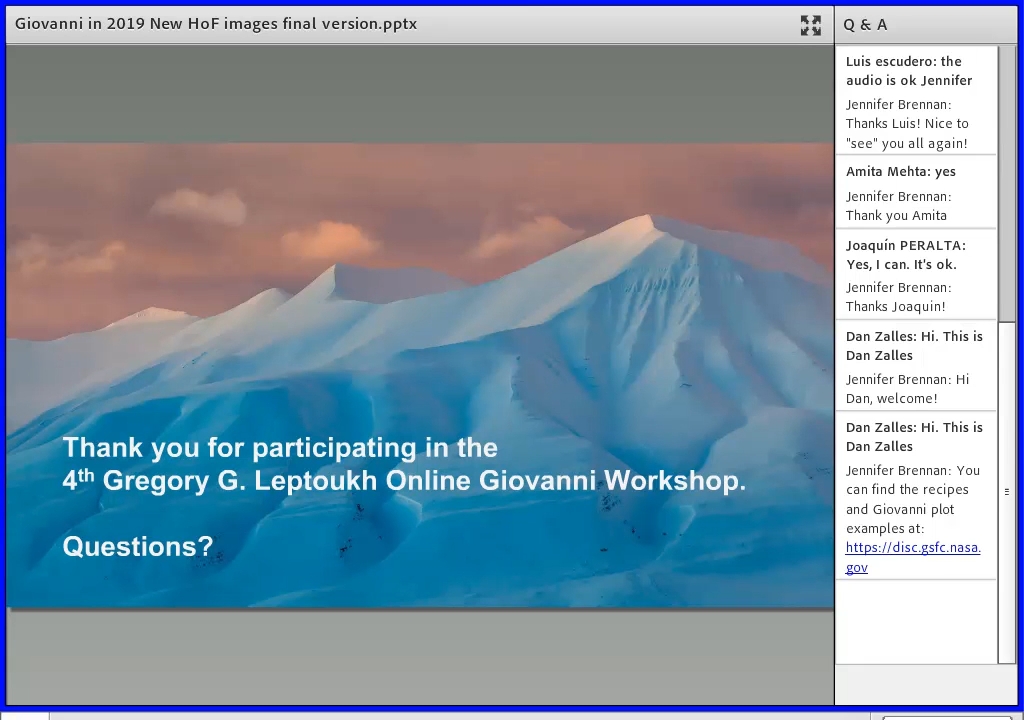 Giovanni in 2019 New HoF images final version.pptx
Q & A
Luis escudero: the
audio is ok Jennifer
Jennifer Brennan:
Thanks Luis! Nice to
"see" you all again!
Amita Mehta: yes
Jennifer Brennan:
Thank you Amita
Joaquín PERALTA:
Yes, I can. It's ok.
Jennifer Brennan:
Thanks Joaquin!
Dan Zalles: Hi. This is
Dan Zalles
Jennifer Brennan: Hi
Dan, welcome!
Dan Zalles: Hi. This is
Dan Zalles
Jennifer Brennan: You
can find the recipes
and Giovanni plot
examples at:
https://disc.gsfc.nasa.
gov
Thank you for participating in the
4th Gregory G. Leptoukh Online Giovanni Workshop.
Questions?